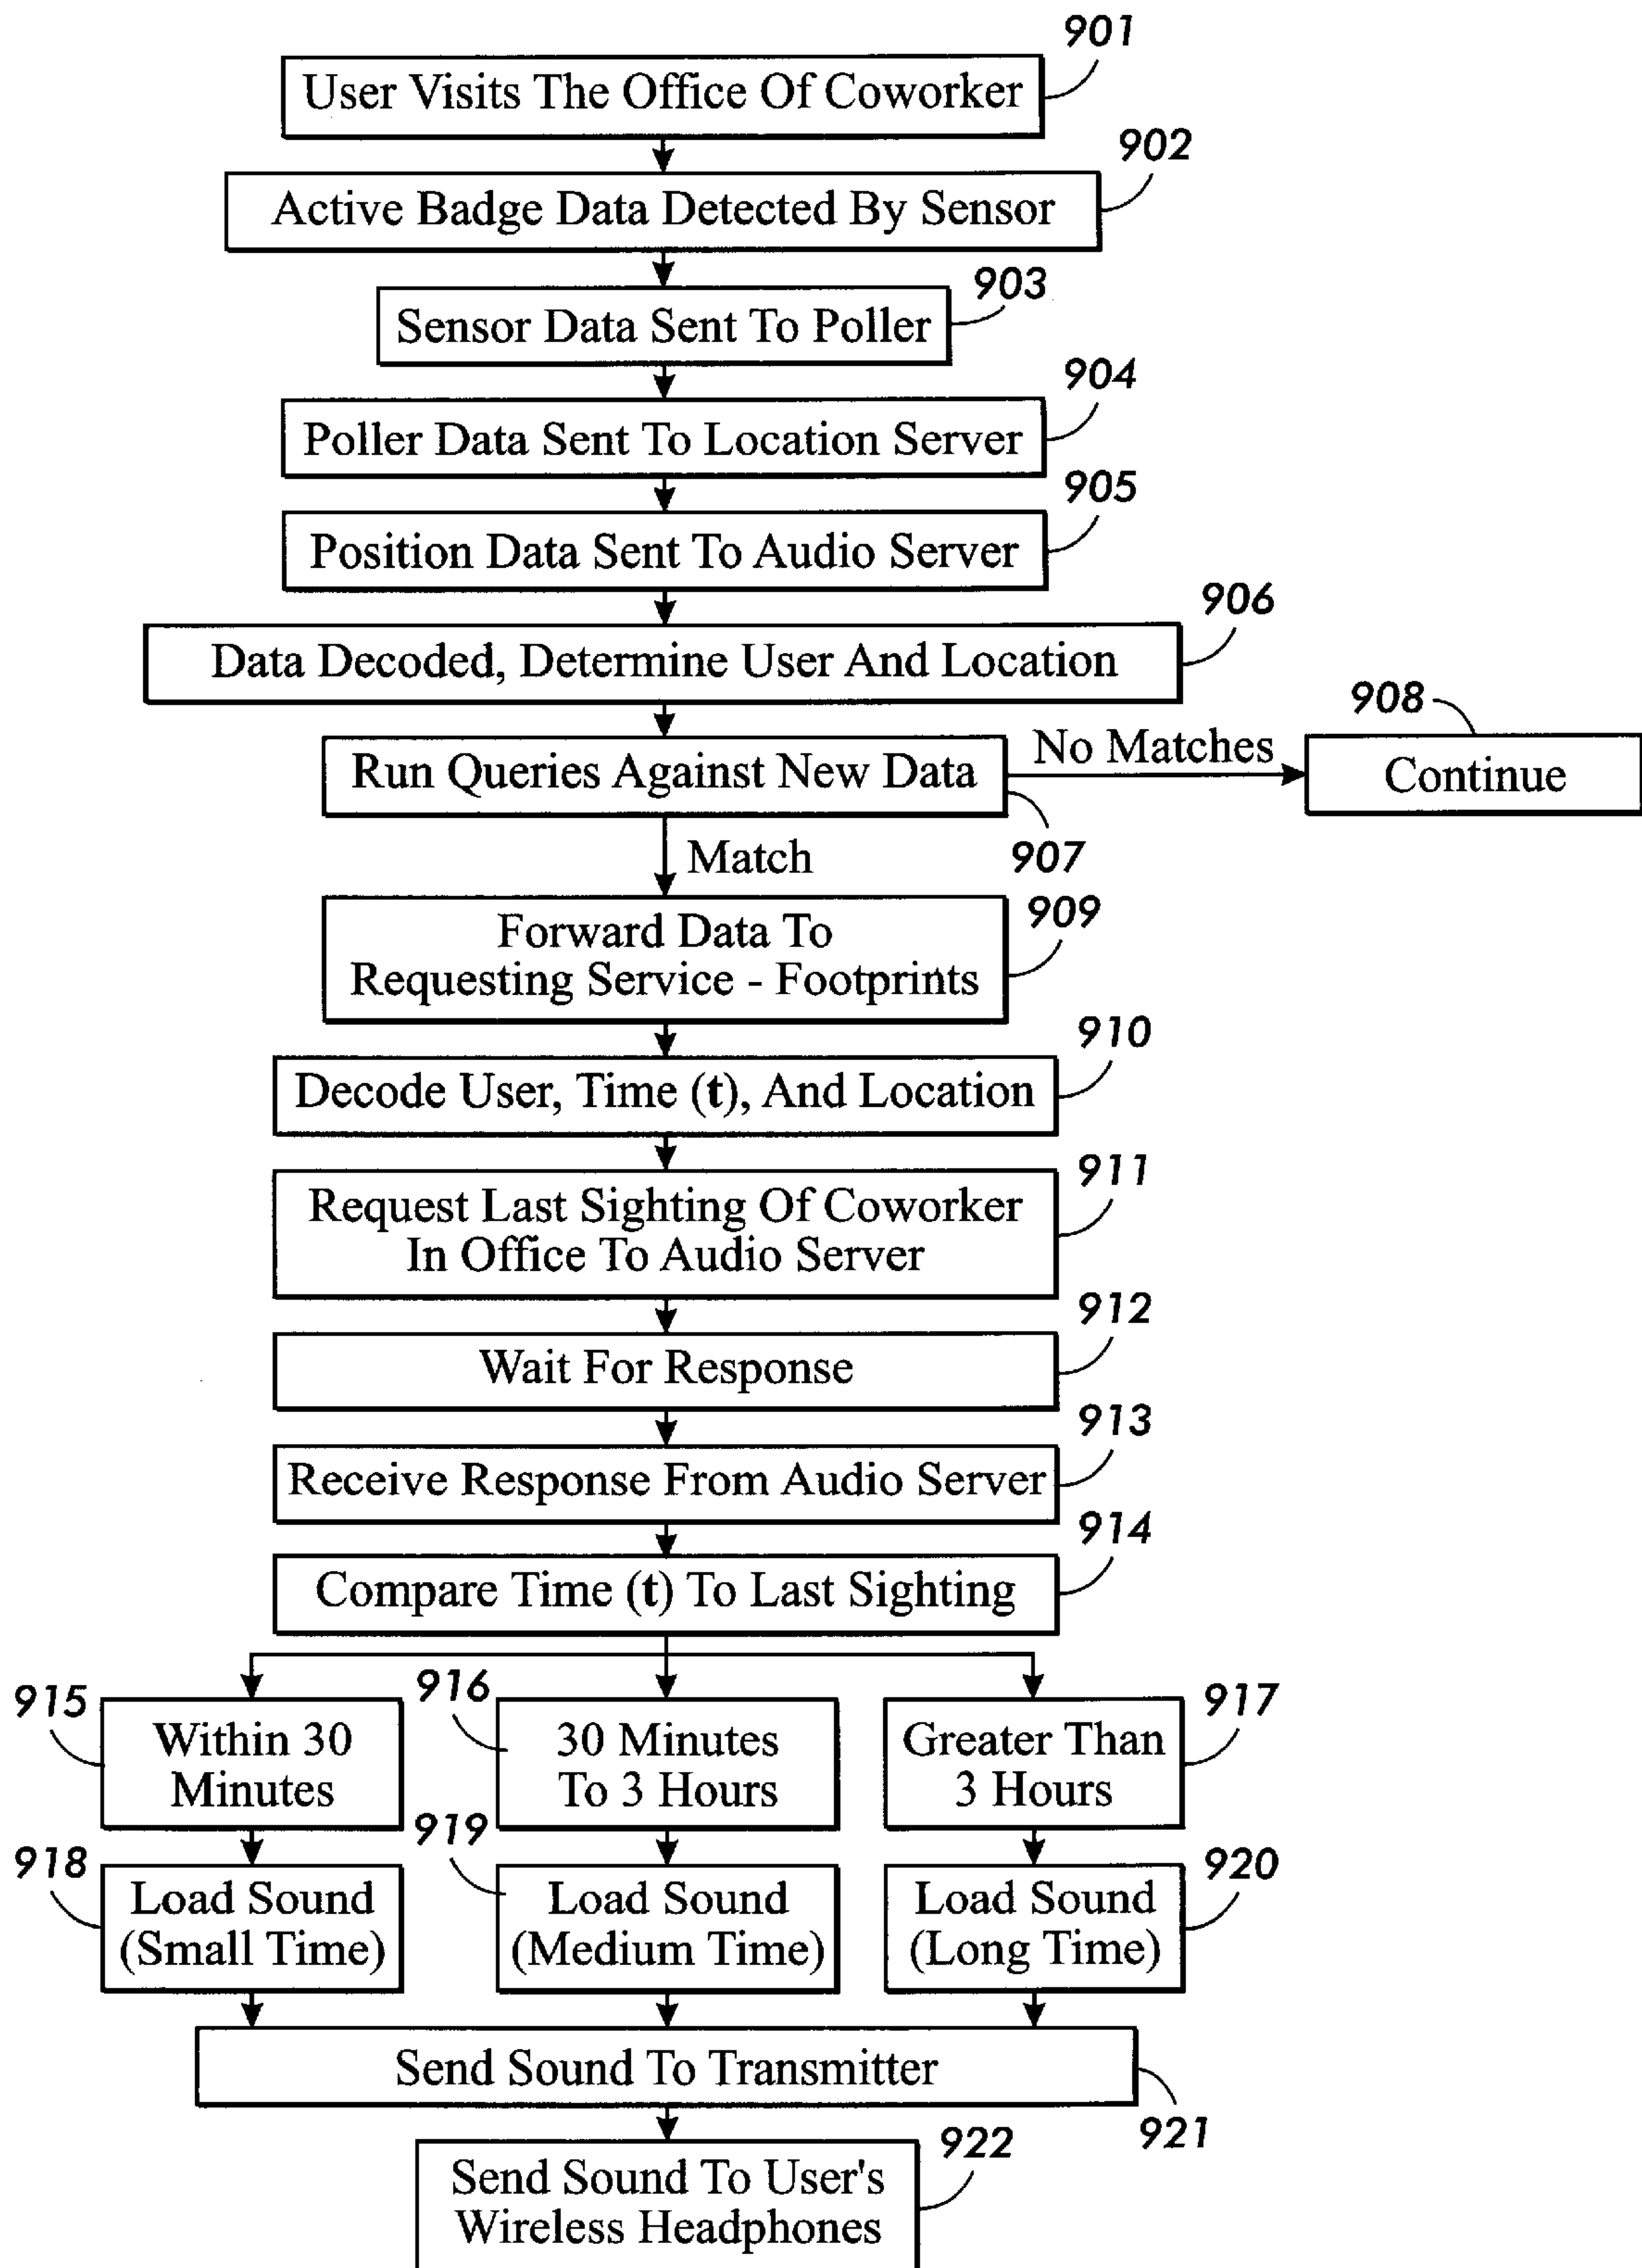 901
User Visits The Office Of Coworker
902
Active Badge Data Detected By Sensor
903
Sensor Data Sent To Poller
904
Poller Data Sent To Location Server
905
Position Data Sent To Audio Server
906
Data Decoded, Determine User And Location
908
Run Queries Against New Data
No Matches
Continue
907
Match
909
Forward Data To
Requesting Service - Footprints
910
Decode User, Time (t), And Location
911
Request Last Sighting Of Coworker
In Office To Audio Server
912
Wait For Response
913
Receive Response From Audio Server
914
Compare Time (t) To Last Sighting
915
Within 30
Minutes
916
30 Minutes
To 3 Hours
917
Greater Than
3 Hours
918
Load Sound
(Small Time)
919
Load Sound
(Medium Time)
920
Load Sound
(Long Time)
Send Sound To Transmitter
921
922
Send Sound To User's
Wireless Headphones